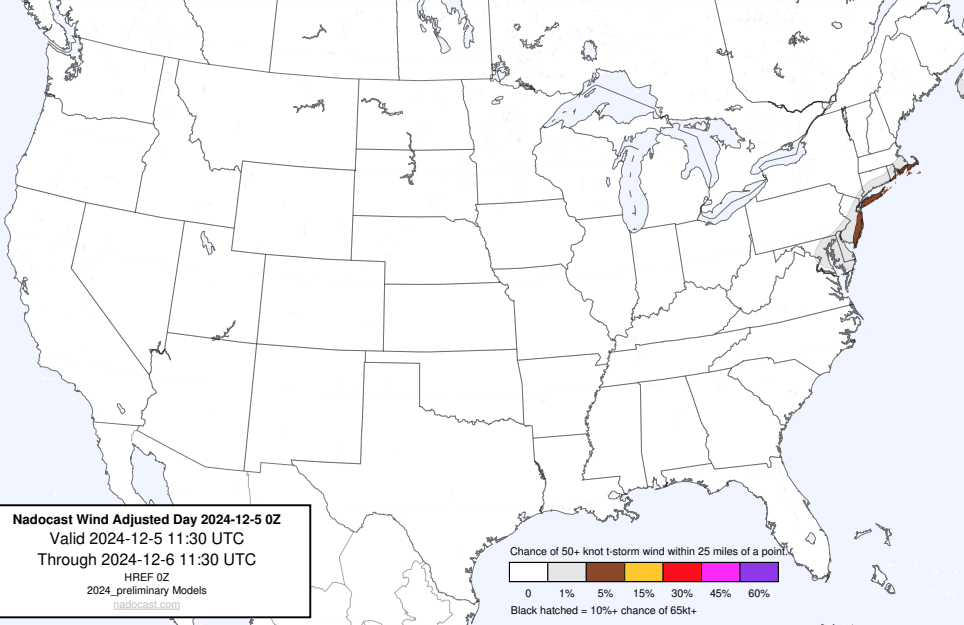 Nadocast Wind Adjusted Day 2024-12-5 0Z
Valid 2024-12-5 11:30 UTC
Through 2024-12-6 11:30 UTC
HREF 0Z
2024_preliminary Models
nadocast.com
Chance of 50+ knot t-storm wind within 25 miles of a point.
0 1% 5% 15% 30% 45% 60%
Black hatched = 10%+ chance of 65kt+